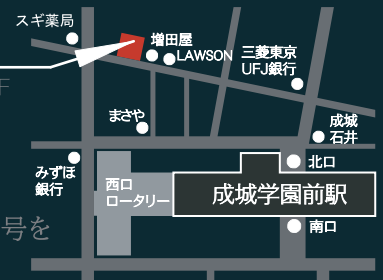 スギ薬局
増田屋
LAWSON
三菱東京
UFJ銀行
まさや
成城
石井
みずほ
銀行
西口
ロータリー
北口
成城学園前駅
南口
号を